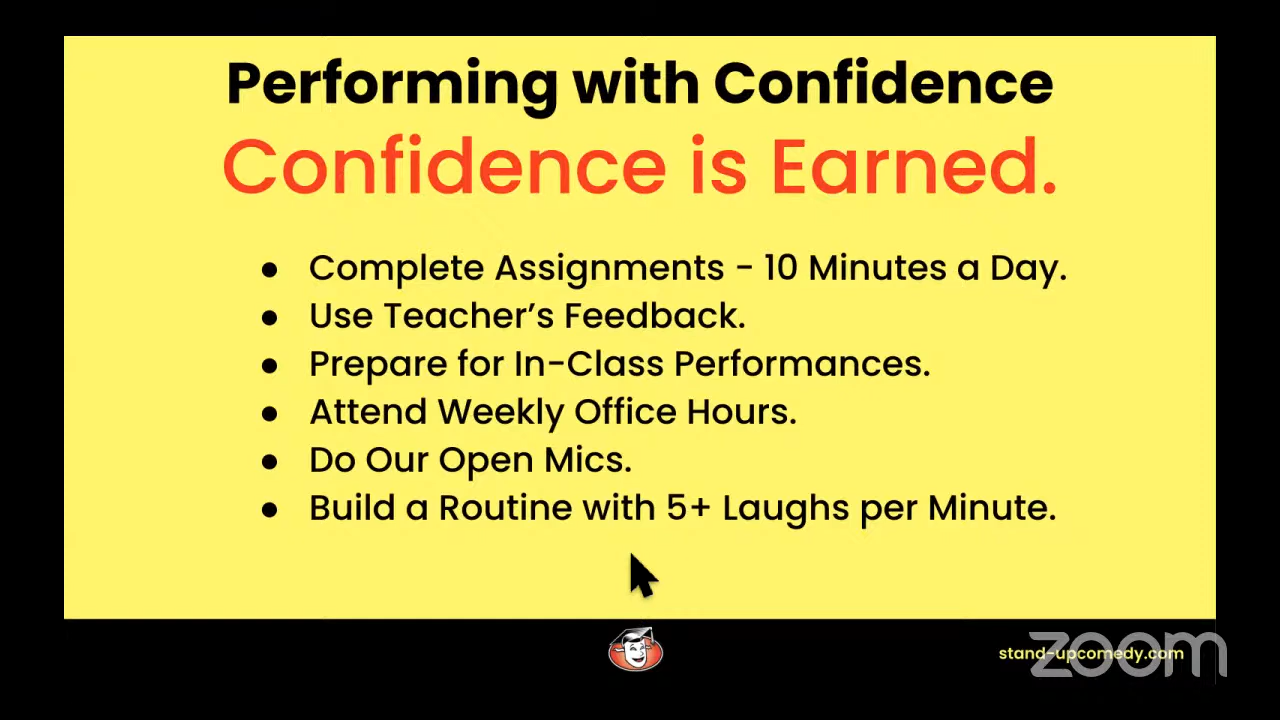 Performing with Confidence
Confidence is Earned.
● Complete Assignments - 10 Minutes a Day.
● Use Teacher’s Feedback.
● Prepare for In-Class Performances.
● Attend Weekly Office Hours.
● Do Our Open Mics.
● Build a Routine with 5+ Laughs per Minute.
stand-upcomedy.com
zoom